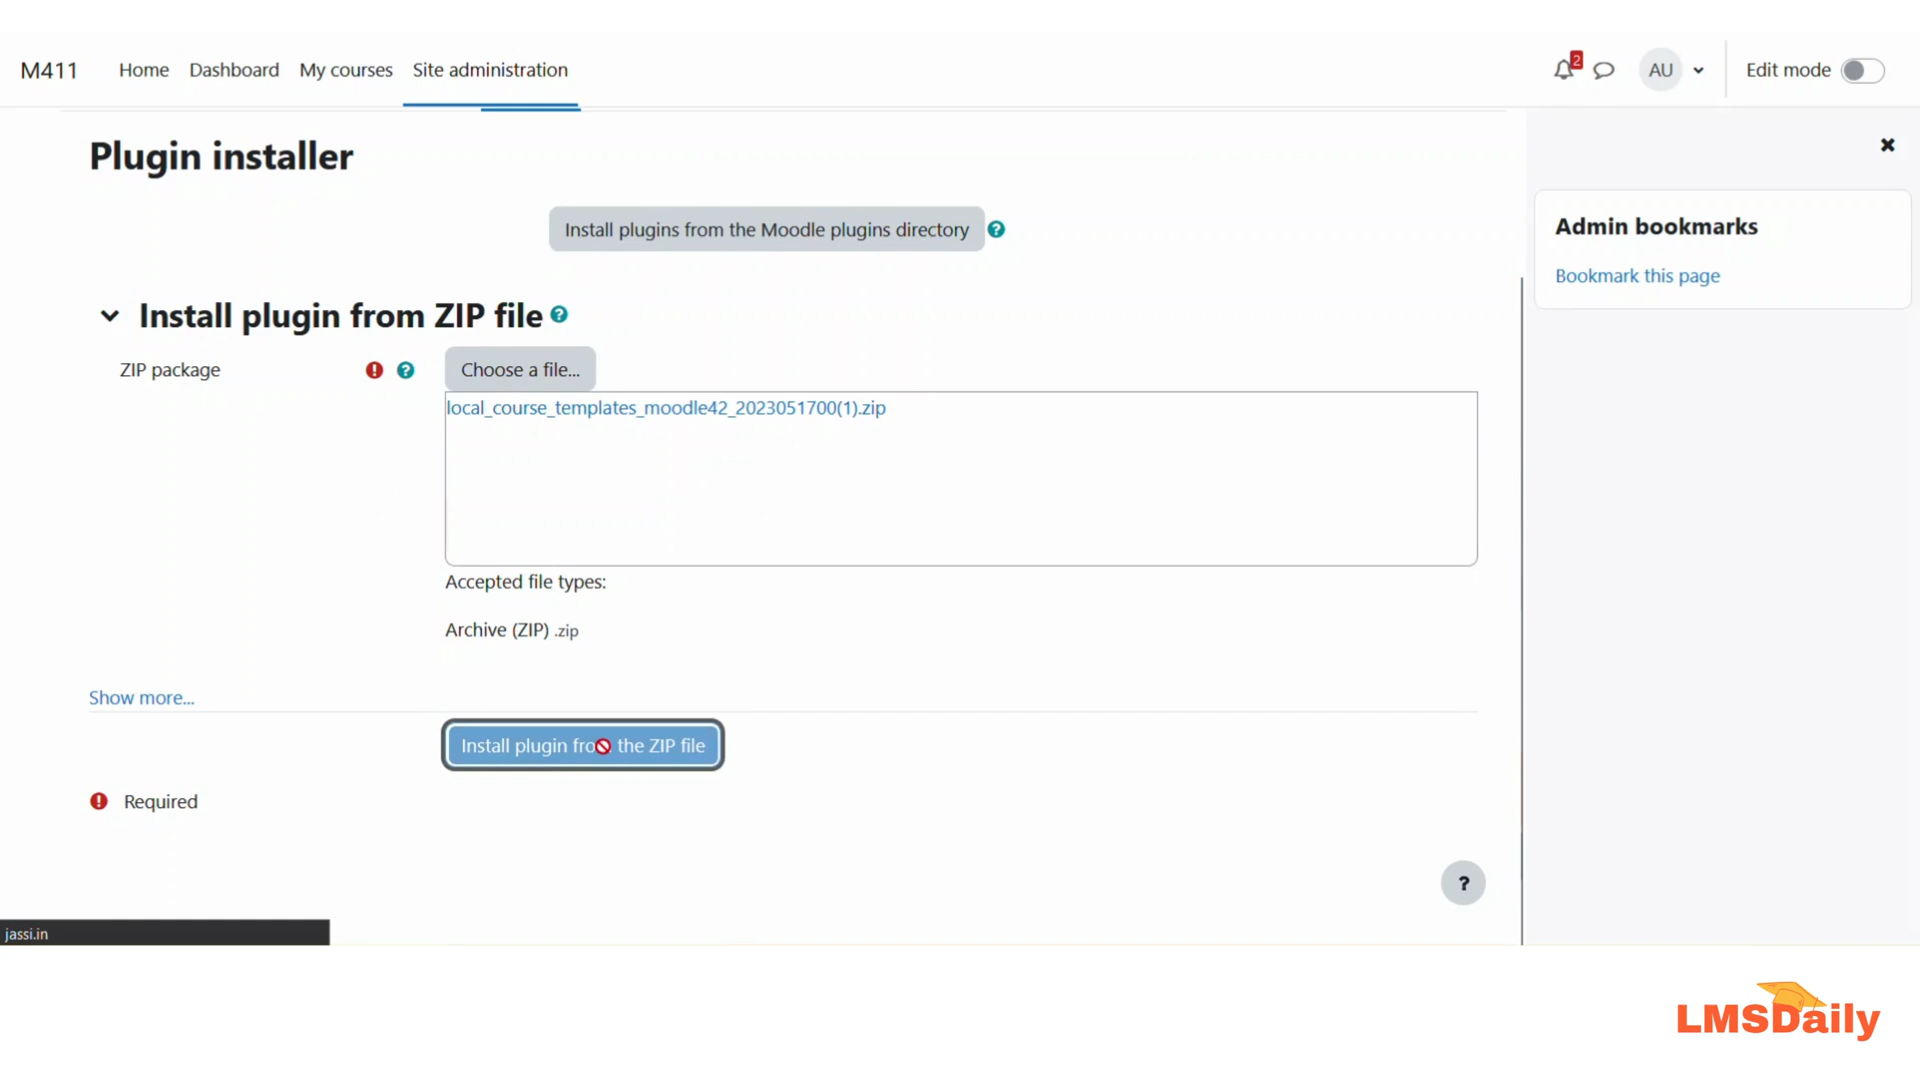 M411
Home
Dashboard
My courses
Site administration
2
AU
Edit mode
Plugin installer
Install plugins from the Moodle plugins directory
?
Install plugin from ZIP file
?
ZIP package
!
?
Choose a file...
local_course_templates_moodle42_2023051700(1).zip
Accepted file types:
Archive (ZIP) .zip
Show more...
Install plugin from the ZIP file
!
Required
?
Admin bookmarks
Bookmark this page
jassi.in
LMSDaily